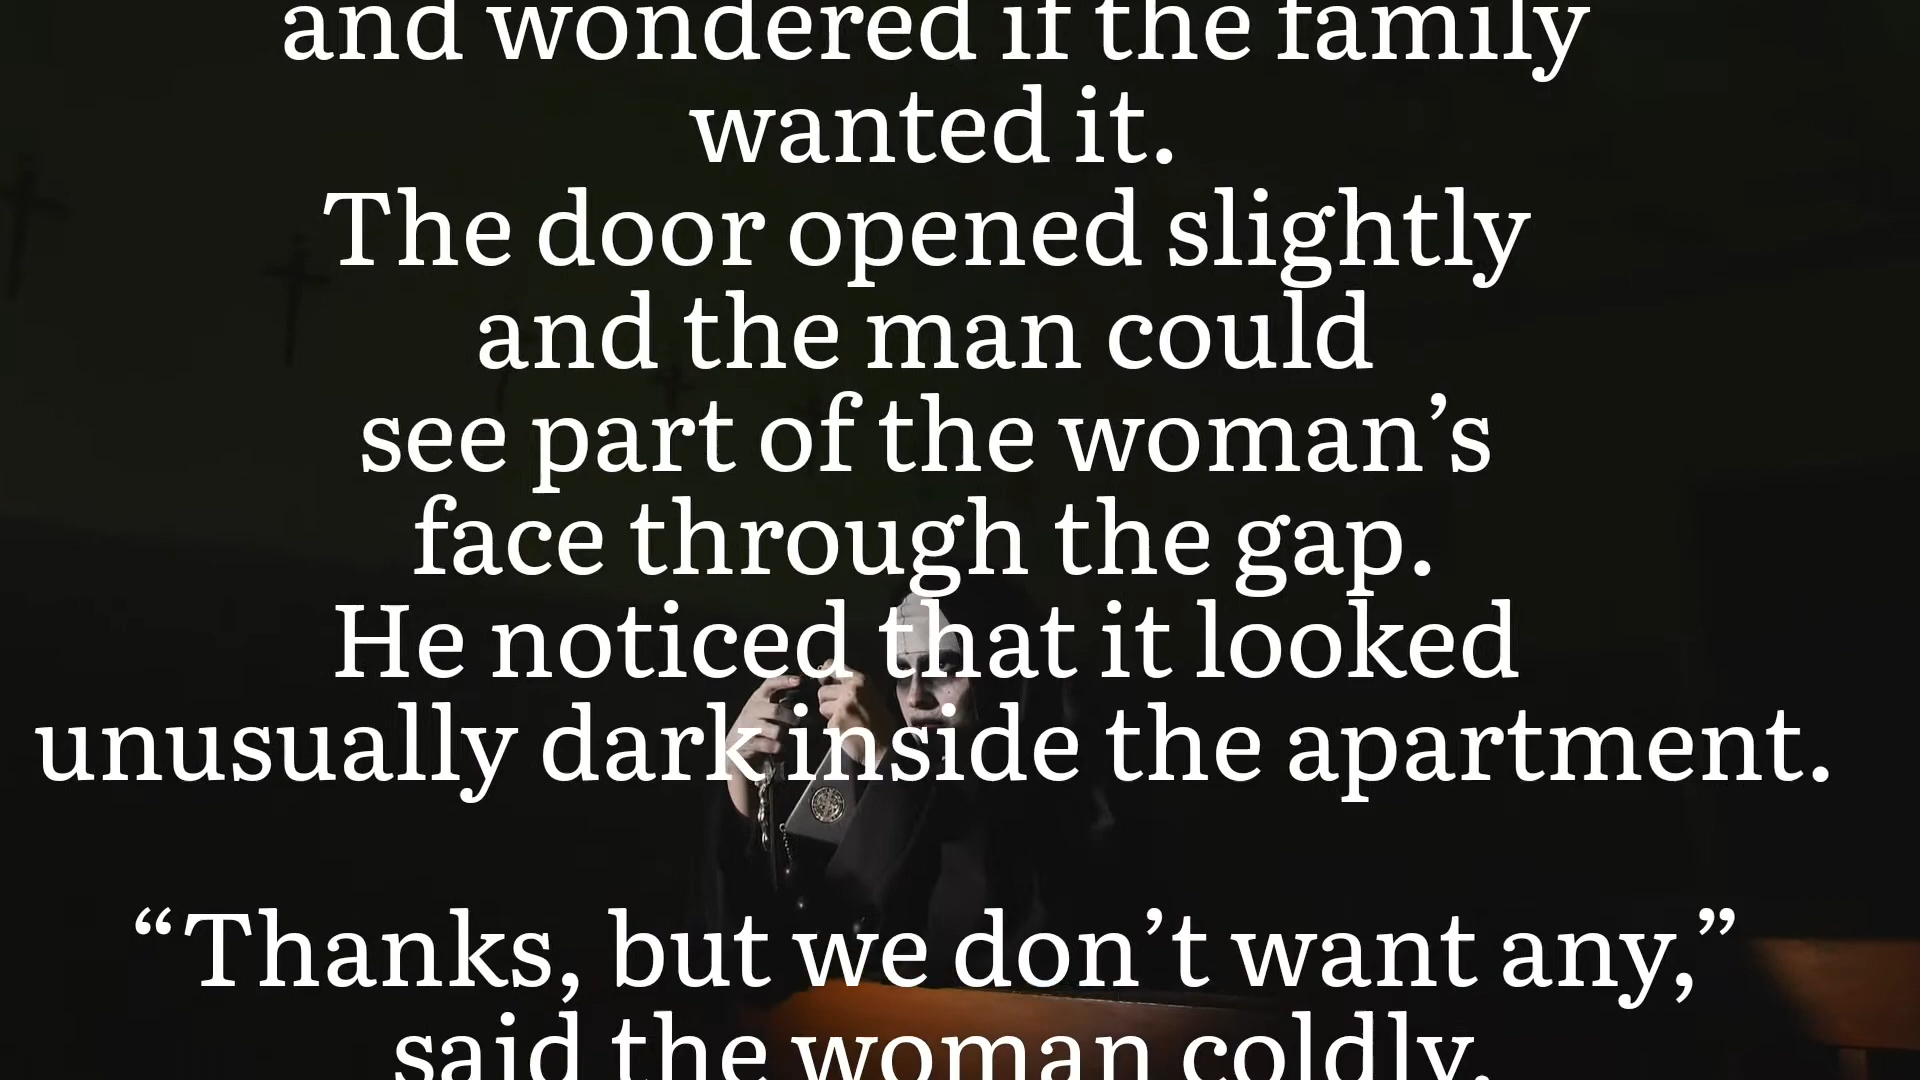 and wondered if the family
wanted it.
The door opened slightly
and the man could
see part of the woman’s
face through the gap.
He noticed that it looked
unusually dark inside the apartment.
“Thanks, but we don’t want any,”
said the woman coldly.